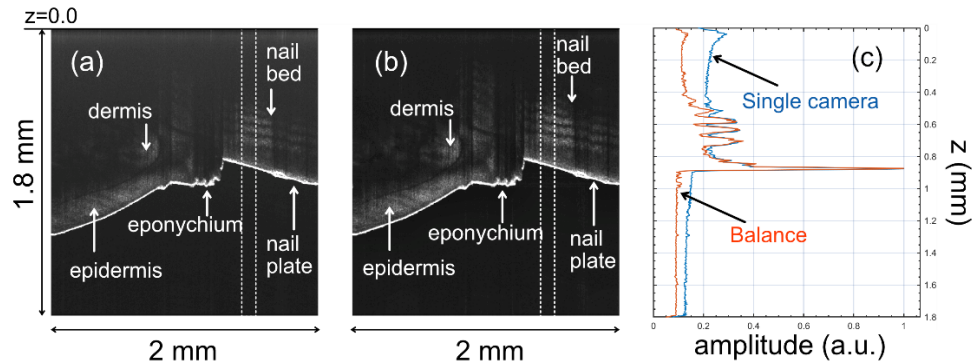 z=0.0
1.8 mm
(a)
nail
bed
dermis
eponychium
epidermis
nail
plate
2 mm
(b)
nail
bed
dermis
eponychium
epidermis
nail
plate
2 mm
(c)
Single camera
Balance
0
0.2
0.4
0.6
0.8
1.0
1.2
1.4
1.6
1.8
z (mm)
0
0.2
0.4
0.6
0.8
1
amplitude (a.u.)